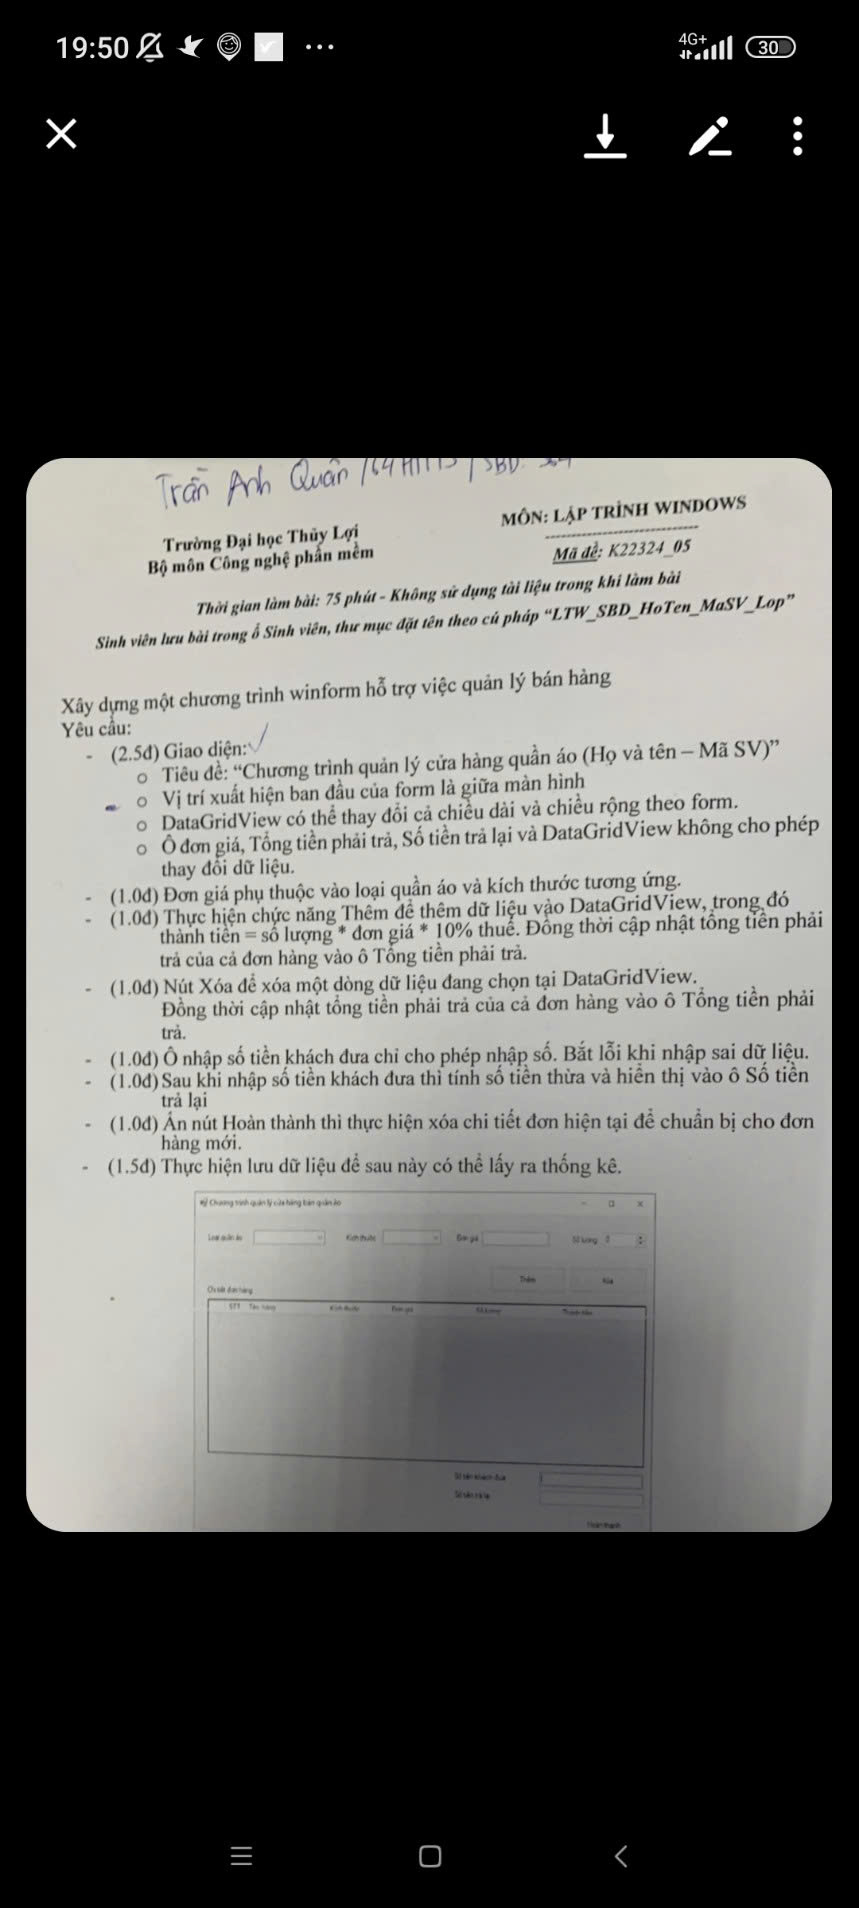 19:50
4G+
30
Trần Anh Quân
Trường Đại học Thủy Lợi
Bộ môn Công nghệ phần mềm
MÔN: LẬP TRÌNH WINDOWS
Mã đề: K22324_05
Thời gian làm bài: 75 phút - Không sử dụng tài liệu trong khi làm bài
Sinh viên lưu bài trong ổ Sinh viên, thư mục đặt tên theo cú pháp “LTW_SBD_HoTen_MaSV_Lop”
Xây dựng một chương trình winform hỗ trợ việc quản lý bán hàng
Yêu cầu:
- (2.5đ) Giao diện:
o Tiêu đề: “Chương trình quản lý cửa hàng quần áo (Họ và tên – Mã SV)”
o Vị trí xuất hiện ban đầu của form là giữa màn hình
o DataGridView có thể thay đổi cả chiều dài và chiều rộng theo form.
o Ô đơn giá, Tổng tiền phải trả, Số tiền trả lại và DataGridView không cho phép
thay đổi dữ liệu.
- (1.0đ) Đơn giá phụ thuộc vào loại quần áo và kích thước tương ứng.
- (1.0đ) Thực hiện chức năng Thêm để thêm dữ liệu vào DataGridView, trong đó
thành tiền = số lượng * đơn giá * 10% thuế. Đồng thời cập nhật tổng tiền phải
trả của cả đơn hàng vào ô Tổng tiền phải trả.
- (1.0đ) Nút Xóa để xóa một dòng dữ liệu đang chọn tại DataGridView.
Đồng thời cập nhật tổng tiền phải trả của cả đơn hàng vào ô Tổng tiền phải
trả.
- (1.0đ) Ô nhập số tiền khách đưa chỉ cho phép nhập số. Bắt lỗi khi nhập sai dữ liệu.
- (1.0đ) Sau khi nhập số tiền khách đưa thì tính số tiền thừa và hiển thị vào ô Số tiền
trả lại
- (1.0đ) Ấn nút Hoàn thành thì thực hiện xóa chi tiết đơn hiện tại để chuẩn bị cho đơn
hàng mới.
- (1.5đ) Thực hiện lưu dữ liệu để sau này có thể lấy ra thống kê.
Chương trình quản lý cửa hàng bán quần áo
Loại quần áo Kích thước Đơn giá Số lượng 0
Thêm Xóa
Chi tiết đơn hàng
STT Tên hàng Kích thước Đơn giá Số lượng Thành tiền
Số tiền khách đưa
Số tiền trả lại
Hoàn thành